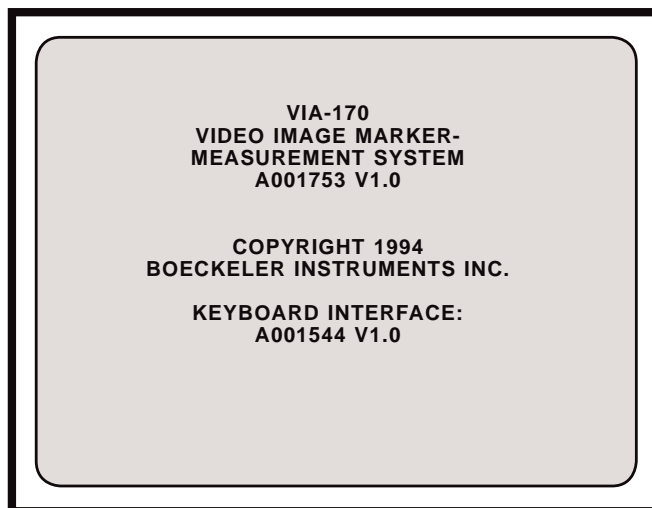 VIA-170
VIDEO IMAGE MARKER-
MEASUREMENT SYSTEM
A001753 V1.0
COPYRIGHT 1994
BOECKELER INSTRUMENTS INC.
KEYBOARD INTERFACE:
A001544 V1.0